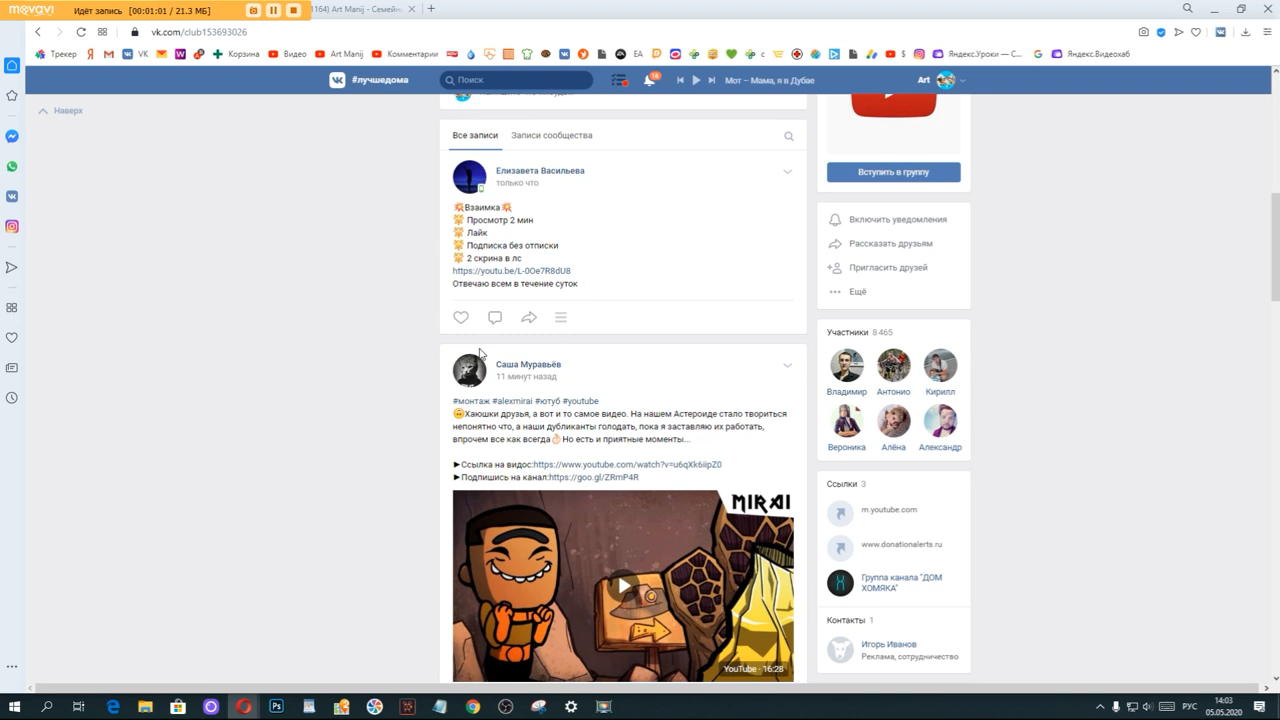 movavi
Идёт запись [00:01:01 / 21.3 МБ]
164) Art Manij - Семейн
vk.com/club153693026
Трекер
VK
W
Корзина
Видео
Art Manij
Комментарии
EA
с
$
Яндекс.Уроки — С...
Яндекс.Видеохаб
#лучшедома
Поиск
16
Мот – Мама, я в Дубае
Art
Наверх
Все записи
Записи сообщества
Елизавета Васильева
только что
💥Взаимка💥
Просмотр 2 мин
Лайк
Подписка без отписки
2 скрина в лс
https://youtu.be/L-0Oe7R8dU8
Отвечаю всем в течение суток
Саша Муравьёв
11 минут назад
#монтаж #alexmirai #ютуб #youtube
🙃Хаюшки друзья, а вот и то самое видео. На нашем Астероиде стало твориться
непонятно что, а наши дубликанты голодать, пока я заставляю их работать,
впрочем все как всегда👌Но есть и приятные моменты...
►Ссылка на видос:https://www.youtube.com/watch?v=u6qXk6iipZ0
►Подпишись на канал:https://goo.gl/ZRmP4R
MIRAI
YouTube · 16:28
Вступить в группу
Включить уведомления
Рассказать друзьям
Пригласить друзей
Ещё
Участники 8 465
Владимир
Антонио
Кирилл
Вероника
Алёна
Александр
Ссылки 3
m.youtube.com
www.donationalerts.ru
Группа канала "ДОМ
ХОМЯКА"
Контакты 1
Игорь Иванов
Реклама, сотрудничество
РУС
14:03
05.05.2020